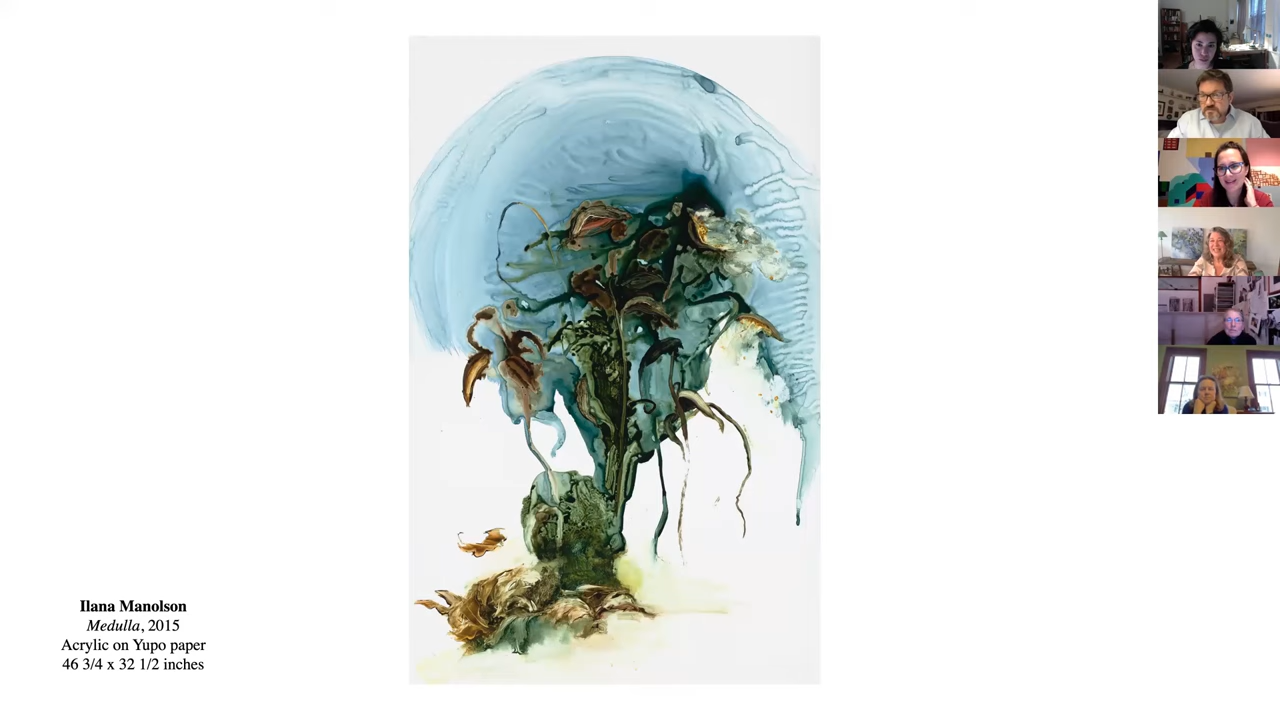 Ilana Manolson
Medulla, 2015
Acrylic on Yupo paper
46 3/4 x 32 1/2 inches